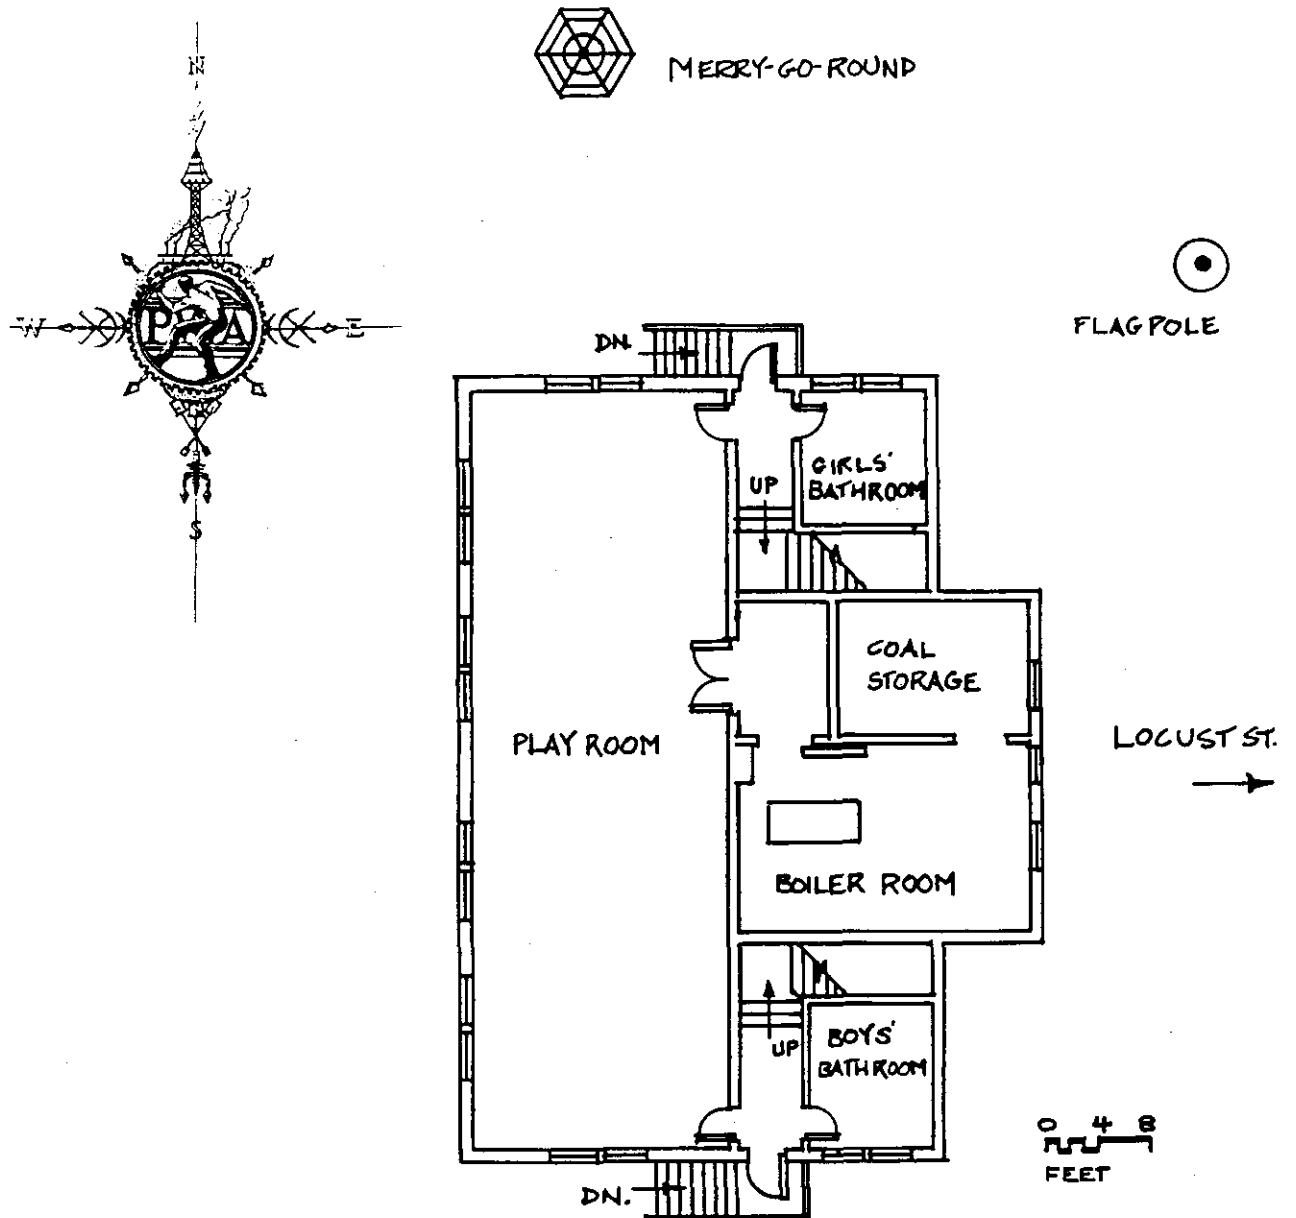 MERRY-GO-ROUND
N
W
P A
E
S
FLAGPOLE
DN.
GIRLS'
BATHROOM
UP
COAL
STORAGE
PLAY ROOM
LOCUST ST.
BOILER ROOM
UP
BOYS'
BATHROOM
0 4 8
FEET
DN.